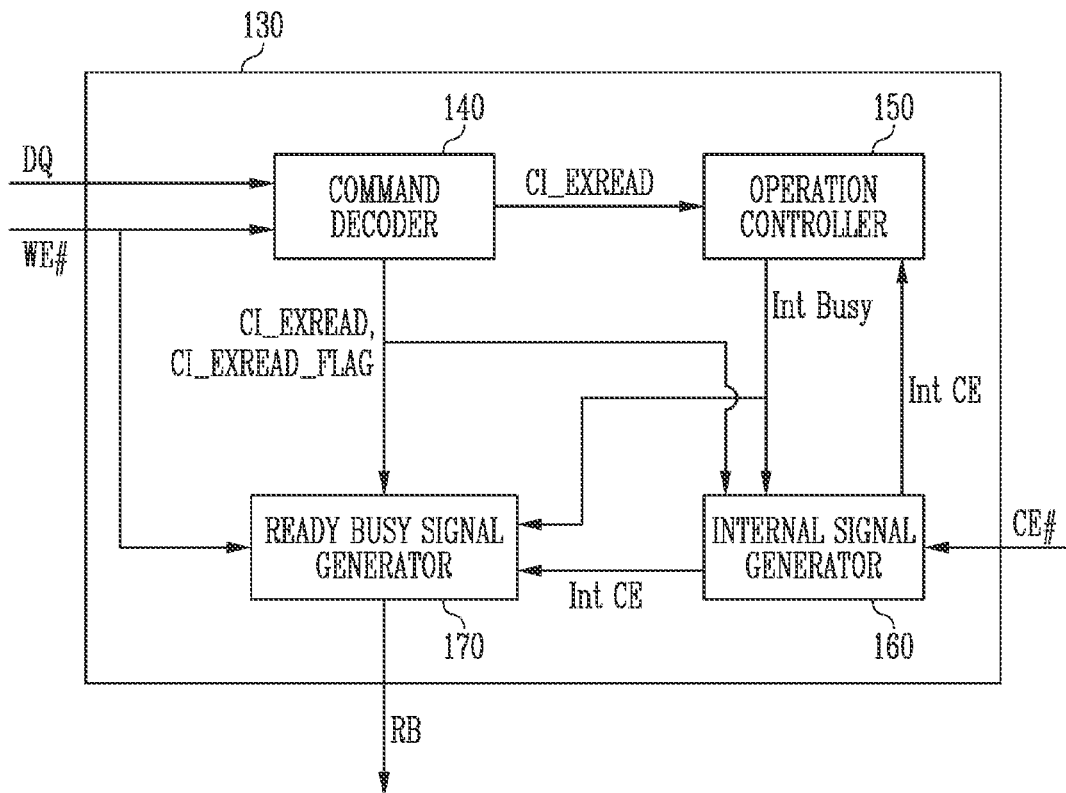 130
140
150
DQ
COMMAND
DECODER
CI_EXREAD
OPERATION
CONTROLLER
WE#
Int Busy
CI_EXREAD,
CI_EXREAD_FLAG
Int CE
READY BUSY SIGNAL
GENERATOR
INTERNAL SIGNAL
GENERATOR
CE#
Int CE
170
160
RB